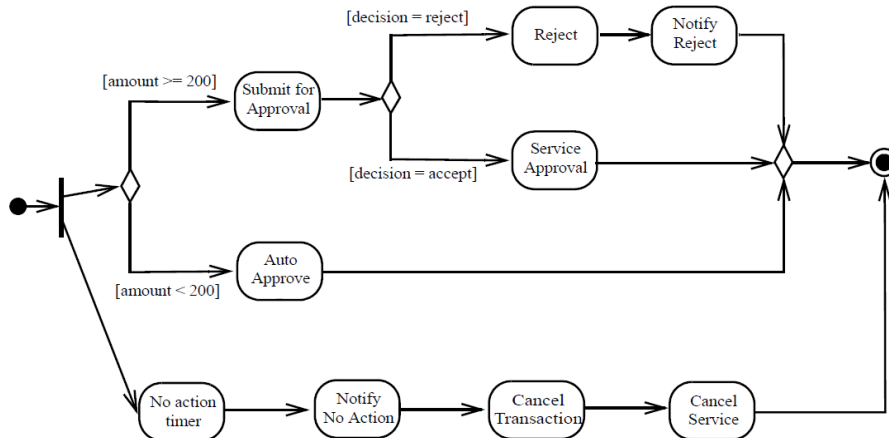 [decision = reject]
Reject
Notify
Reject
[amount >= 200]
Submit for
Approval
[decision = accept]
Service
Approval
Auto
Approve
[amount < 200]
No action
timer
Notify
No Action
Cancel
Transaction
Cancel
Service